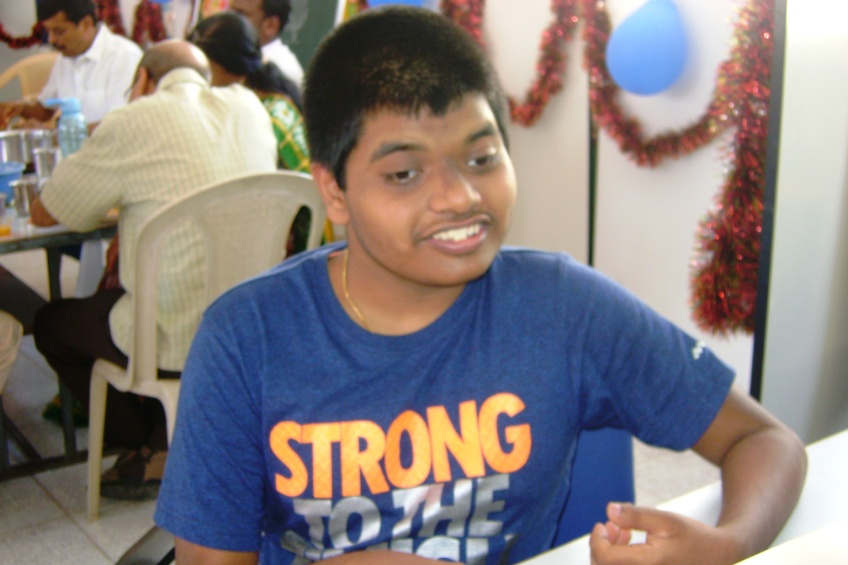 STRONG
TO THE